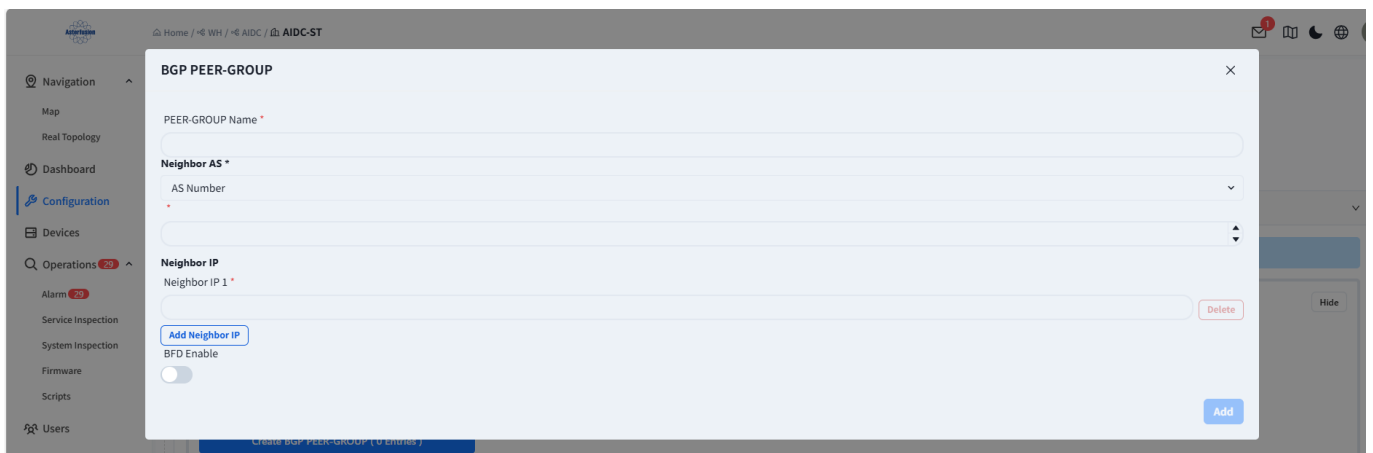 Asterfusion
Home / WH / AIDC / AIDC-ST
1
BGP PEER-GROUP
Navigation
PEER-GROUP Name *
Map
Real Topology
Neighbor AS *
Dashboard
AS Number
Configuration
*
Devices
Neighbor IP
Operations 29
Neighbor IP 1 *
Alarm 29
Hide
Delete
Service Inspection
Add Neighbor IP
System Inspection
BFD Enable
Firmware
Scripts
Add
Users
Create BGP PEER-GROUP ( 0 Entries )